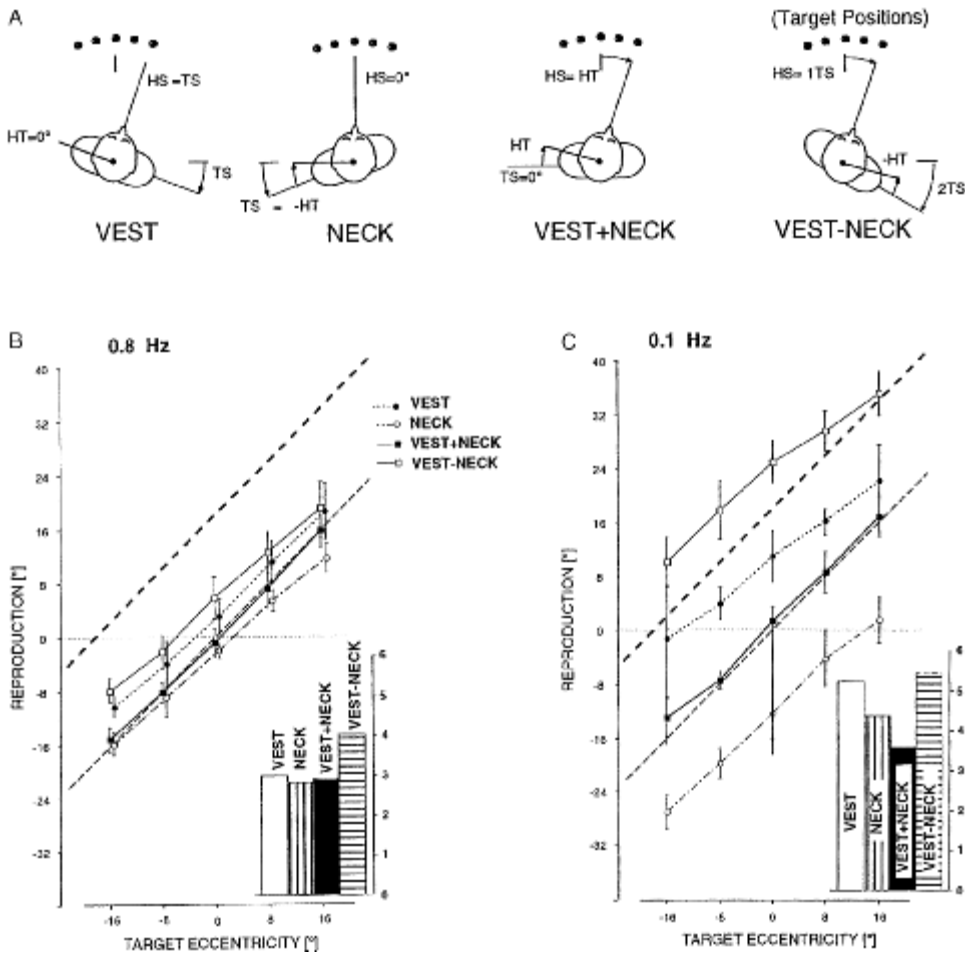 A
(Target Positions)
HS=TS
HT=0°
TS
VEST
HS=0°
TS = -HT
NECK
HS=HT
HT
TS=0°
VEST+NECK
HS= 1TS
-HT
2TS
VEST-NECK
B
0.8 Hz
40
32
24
16
8
0
-8
-16
-24
-32
REPRODUCTION [°]
VEST
NECK
VEST+NECK
VEST-NECK
VEST
NECK
VEST+NECK
VEST-NECK
6
5
4
3
2
1
0
-16
-8
0
8
16
TARGET ECCENTRICITY [°]
C
0.1 Hz
40
32
24
16
8
0
-8
-16
-24
-32
REPRODUCTION [°]
VEST
NECK
VEST+NECK
VEST-NECK
6
5
4
3
2
1
0
-16
-8
0
8
16
TARGET ECCENTRICITY [°]